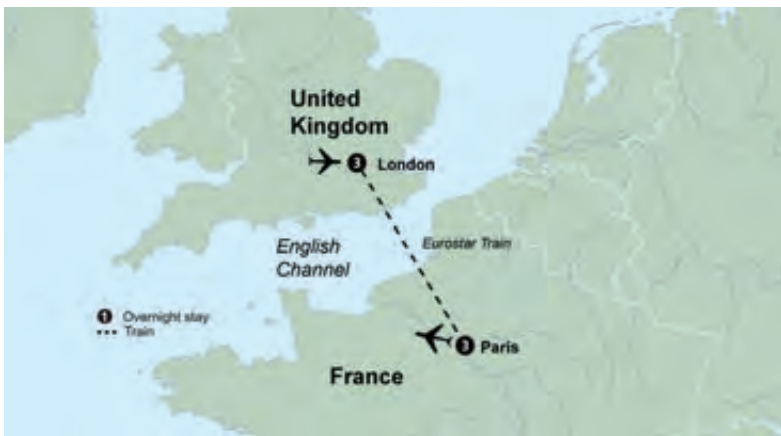 United
Kingdom
3 London
English
Channel
Eurostar Train
1 Overnight stay
Train
3 Paris
France